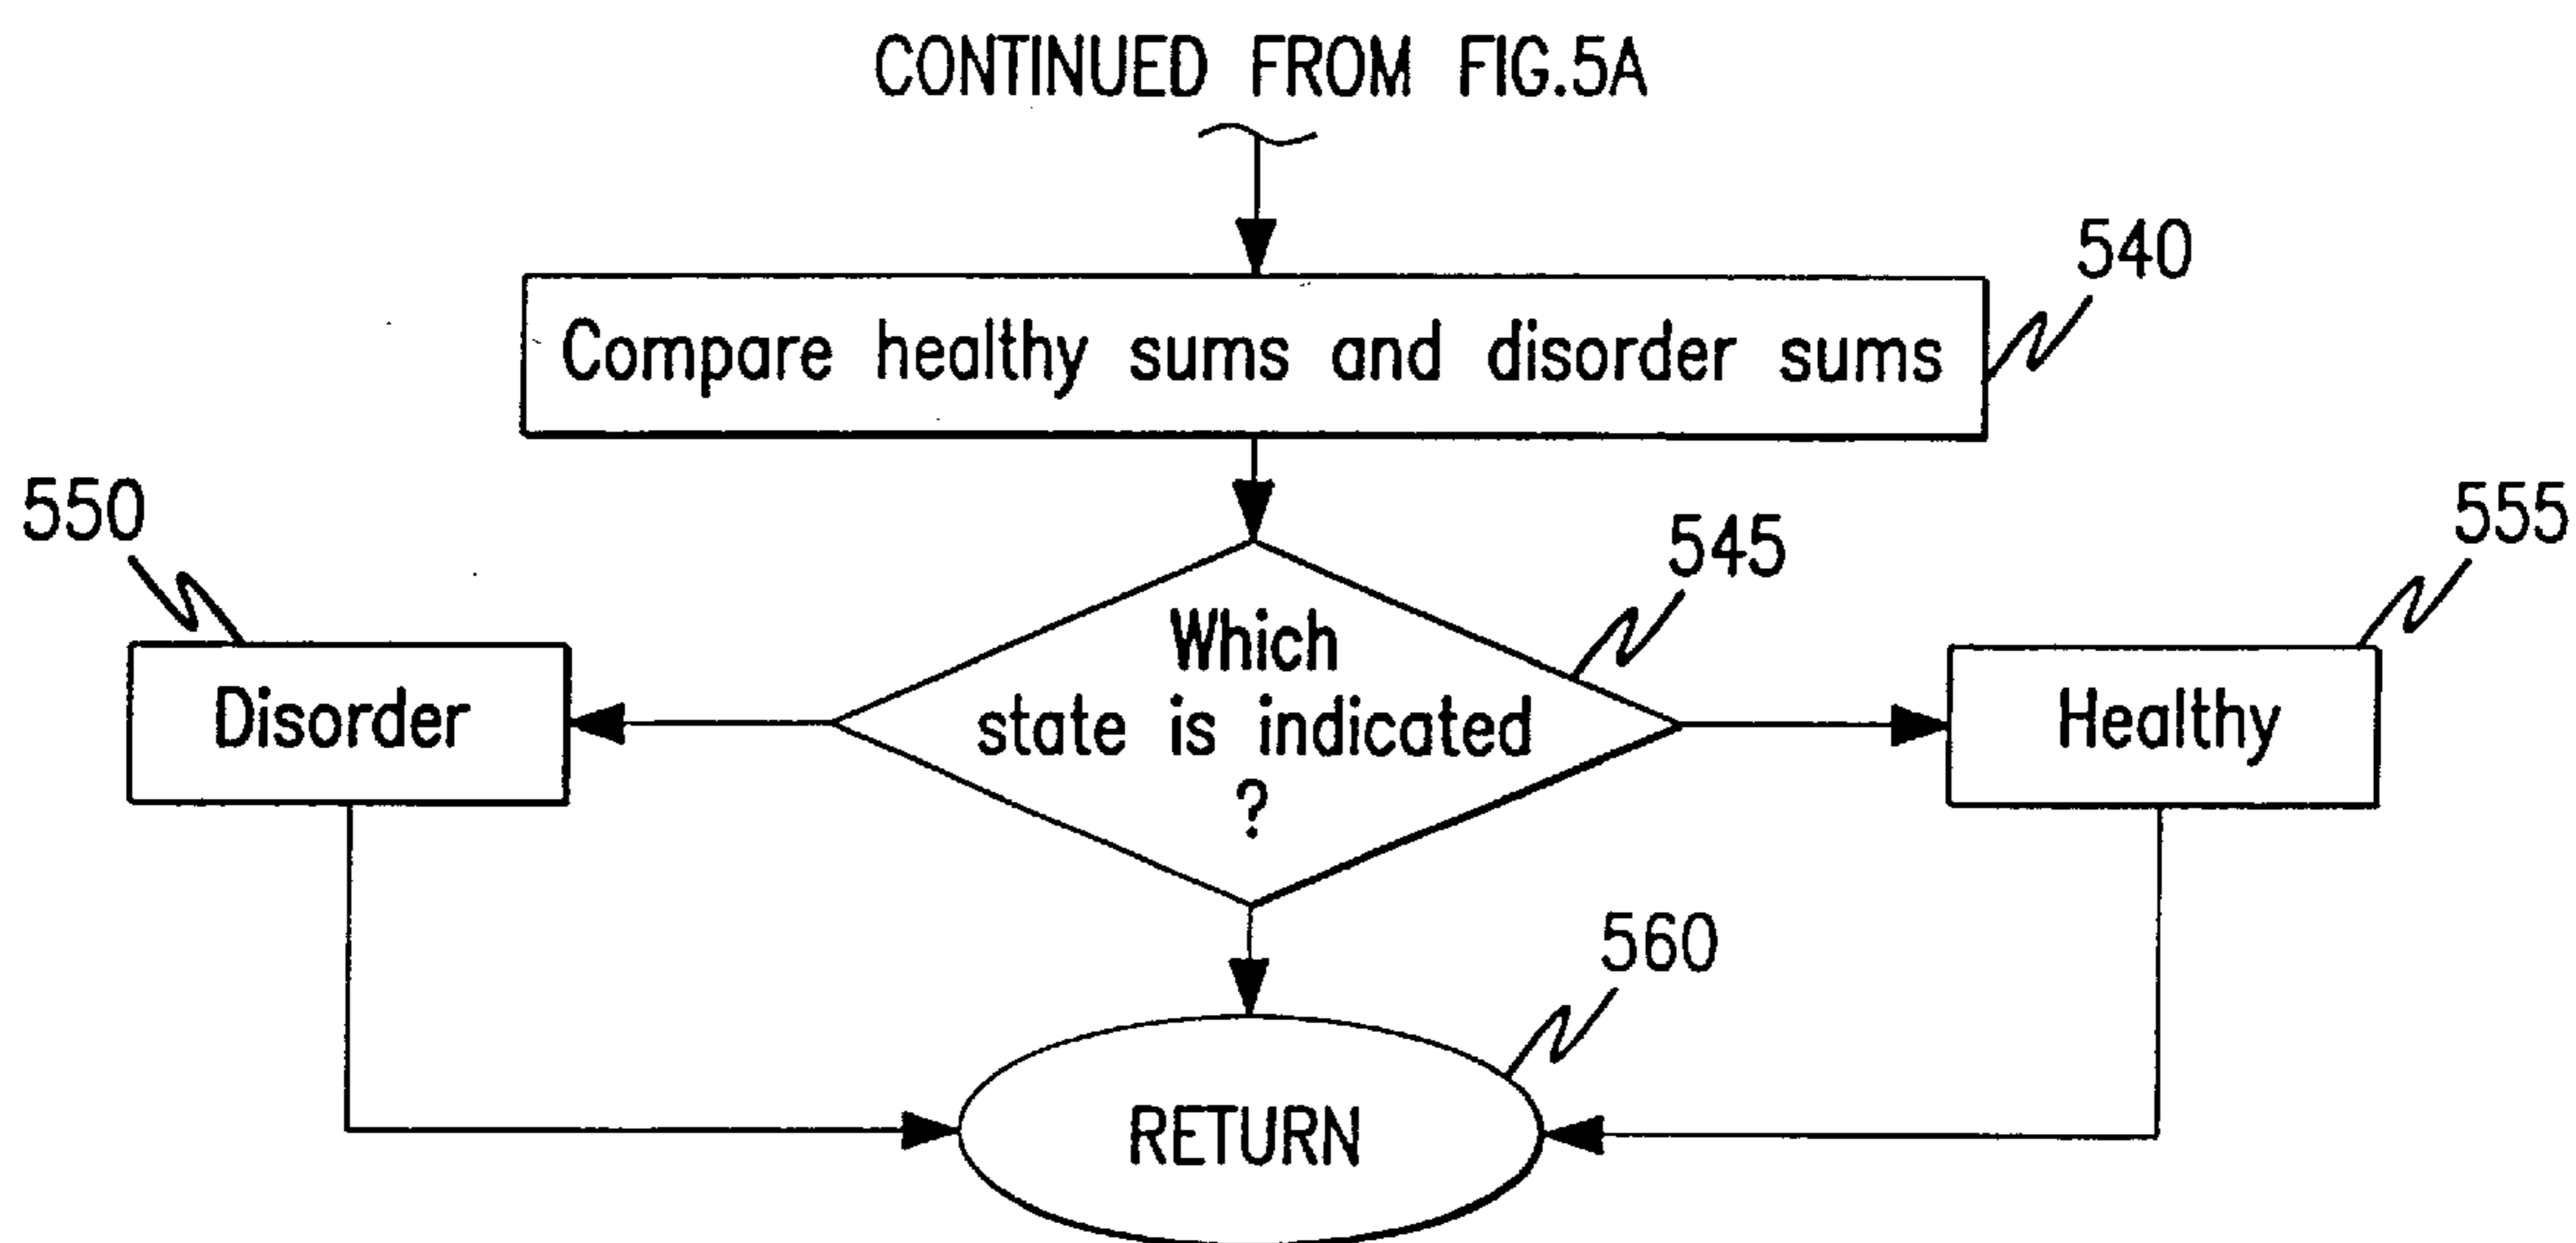 CONTINUED FROM FIG.5A
540
Compare healthy sums and disorder sums
550
545
555
Which
state is indicated
?
Disorder
Healthy
560
RETURN